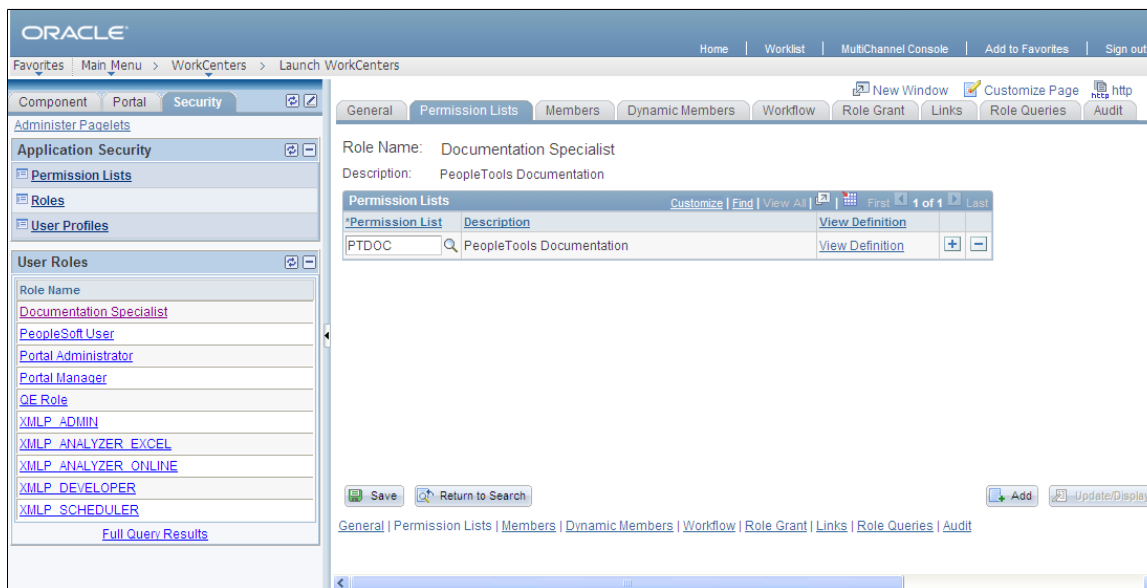 ORACLE
Home | Worklist | MultiChannel Console | Add to Favorites | Sign out
Favorites | Main Menu > WorkCenters > Launch WorkCenters
Component Portal Security
Administer Pagelets
Application Security
Permission Lists
Roles
User Profiles
User Roles
Role Name
Documentation Specialist
PeopleSoft User
Portal Administrator
Portal Manager
QE Role
XMLP_ADMIN
XMLP_ANALYZER_EXCEL
XMLP_ANALYZER_ONLINE
XMLP_DEVELOPER
XMLP_SCHEDULER
Full Query Results
New Window Customize Page http
General Permission Lists Members Dynamic Members Workflow Role Grant Links Role Queries Audit
Role Name: Documentation Specialist
Description: PeopleTools Documentation
Permission Lists Customize | Find | View All | | First 1 of 1 Last
*Permission List Description View Definition
PTDOC PeopleTools Documentation View Definition
Save Return to Search Add Update/Display
General | Permission Lists | Members | Dynamic Members | Workflow | Role Grant | Links | Role Queries | Audit